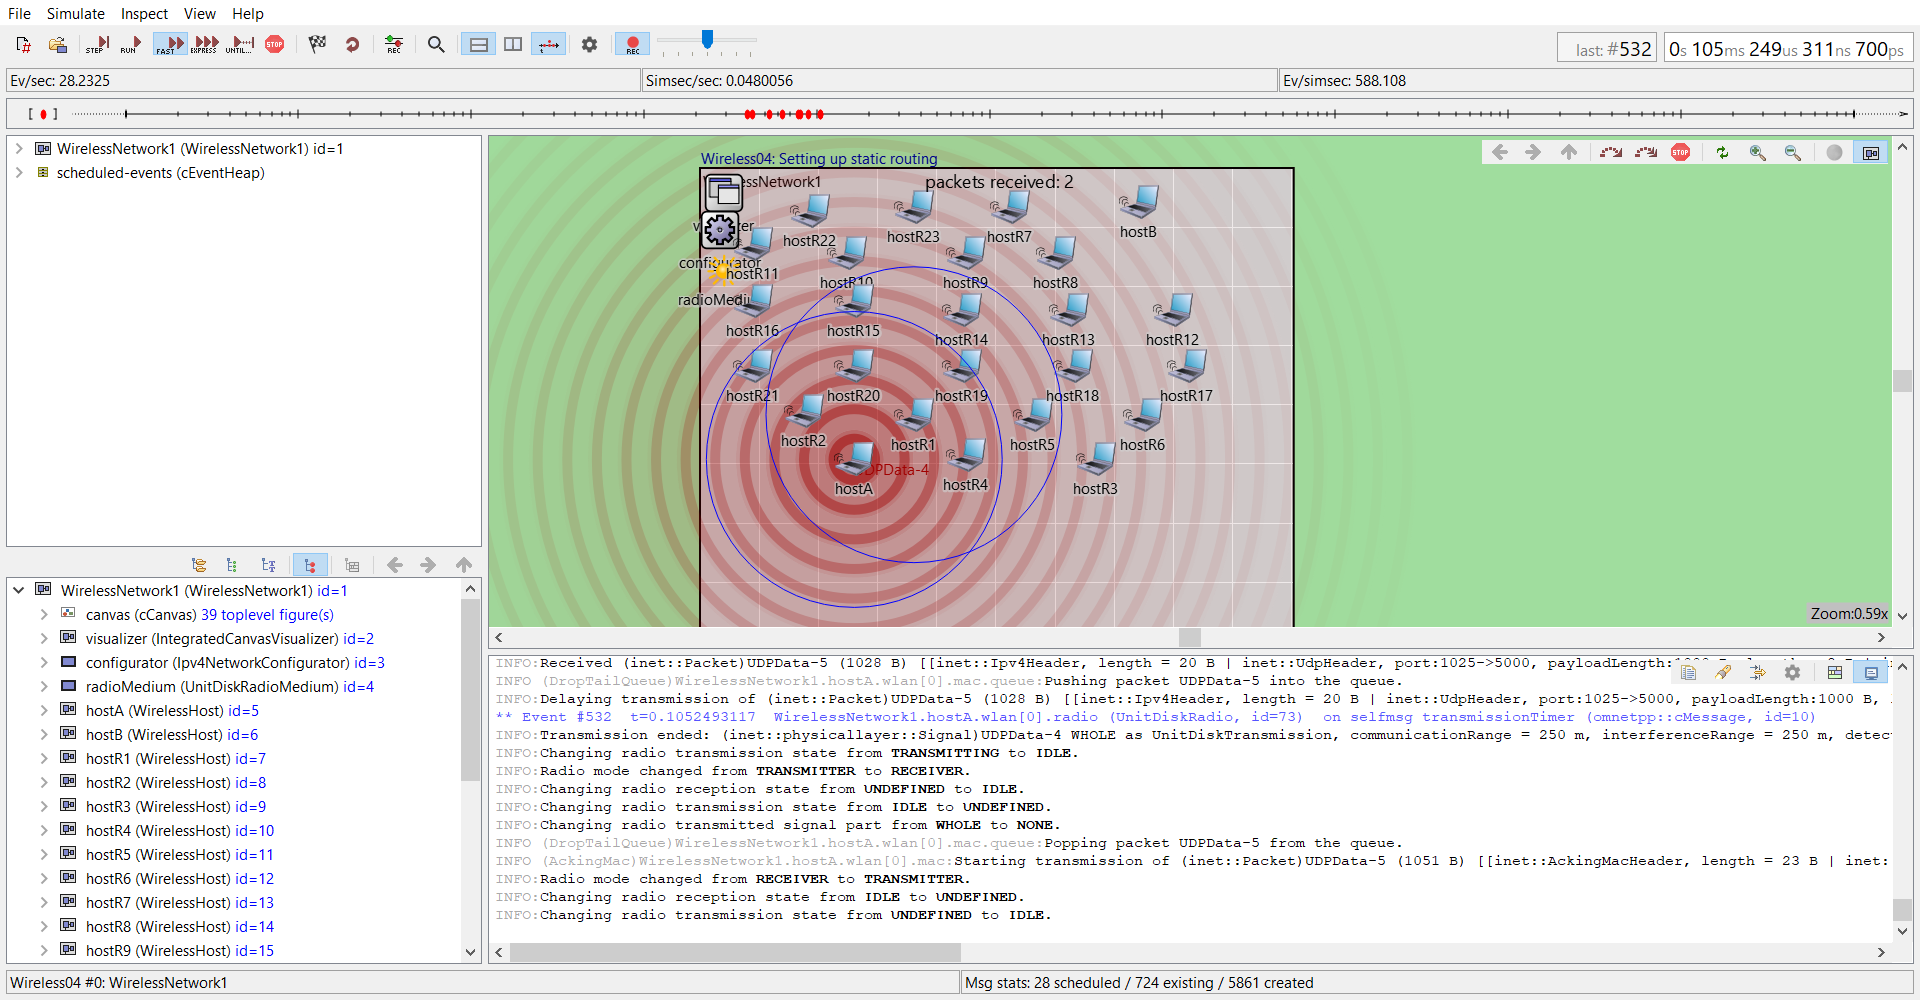 File Simulate Inspect View Help
STEP RUN FAST EXPRESS UNTIL... STOP REC REC
last: #532 0s 105ms 249us 311ns 700ps
Ev/sec: 28.2325 Simsec/sec: 0.0480056 Ev/simsec: 588.108
WirelessNetwork1 (WirelessNetwork1) id=1
scheduled-events (cEventHeap)
STOP
Wireless04: Setting up static routing
packets received: 2
hostR22 hostR23 hostR7 hostB
configurator hostR11 hostR10 hostR9 hostR8
hostR16 hostR15 hostR14 hostR13 hostR12
hostR21 hostR20 hostR19 hostR18 hostR17
hostR2 hostR1 hostR5 hostR6
hostA hostR4 hostR3
Zoom:0.59x
WirelessNetwork1 (WirelessNetwork1) id=1
canvas (cCanvas) 39 toplevel figure(s)
visualizer (IntegratedCanvasVisualizer) id=2
configurator (Ipv4NetworkConfigurator) id=3
radioMedium (UnitDiskRadioMedium) id=4
hostA (WirelessHost) id=5
hostB (WirelessHost) id=6
hostR1 (WirelessHost) id=7
hostR2 (WirelessHost) id=8
hostR3 (WirelessHost) id=9
hostR4 (WirelessHost) id=10
hostR5 (WirelessHost) id=11
hostR6 (WirelessHost) id=12
hostR7 (WirelessHost) id=13
hostR8 (WirelessHost) id=14
hostR9 (WirelessHost) id=15
INFO:Received (inet::Packet)UDPData-5 (1028 B) [[inet::Ipv4Header, length = 20 B | inet::UdpHeader, port:1025->5000,
INFO (DropTailQueue)WirelessNetwork1.hostA.wlan[0].mac.queue:Pushing packet UDPData-5 into the queue.
INFO:Delaying transmission of (inet::Packet)UDPData-5 (1028 B) [[inet::Ipv4Header, length = 20 B | inet::UdpHeader, port:1025->5000, payloadLength:1000 B,
** Event #532 t=0.1052493117 WirelessNetwork1.hostA.wlan[0].radio (UnitDiskRadio, id=73) on selfmsg transmissionTimer (omnetpp::cMessage, id=10)
INFO:Transmission ended: (inet::physicallayer::Signal)UDPData-4 WHOLE as UnitDiskTransmission, communicationRange = 250 m, interferenceRange = 250 m, detec
INFO:Changing radio transmission state from TRANSMITTING to IDLE.
INFO:Radio mode changed from TRANSMITTER to RECEIVER.
INFO:Changing radio reception state from UNDEFINED to IDLE.
INFO:Changing radio transmission state from IDLE to UNDEFINED.
INFO:Changing radio transmitted signal part from WHOLE to NONE.
INFO (DropTailQueue)WirelessNetwork1.hostA.wlan[0].mac.queue:Popping packet UDPData-5 from the queue.
INFO (AckingMac)WirelessNetwork1.hostA.wlan[0].mac:Starting transmission of (inet::Packet)UDPData-5 (1051 B) [[inet::AckingMacHeader, length = 23 B | inet:
INFO:Radio mode changed from RECEIVER to TRANSMITTER.
INFO:Changing radio reception state from IDLE to UNDEFINED.
INFO:Changing radio transmission state from UNDEFINED to IDLE.
Wireless04 #0: WirelessNetwork1 Msg stats: 28 scheduled / 724 existing / 5861 created